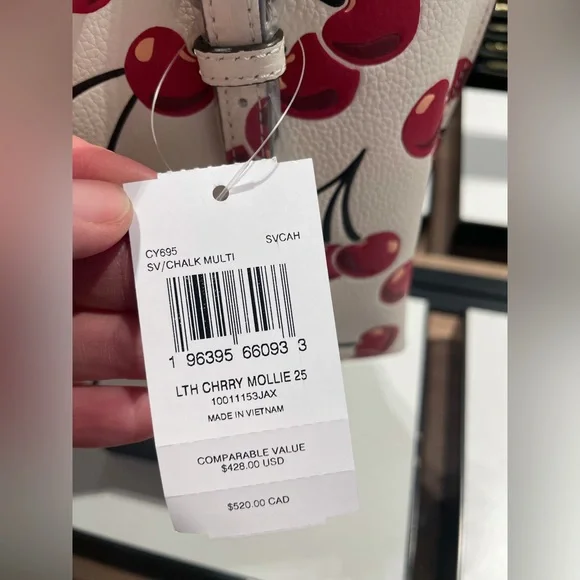 CY695 SVCAH
SV/CHALK MULTI
1 96395 66093 3
LTH CHRRY MOLLIE 25
10011153JAX
MADE IN VIETNAM
COMPARABLE VALUE
$428.00 USD
$520.00 CAD